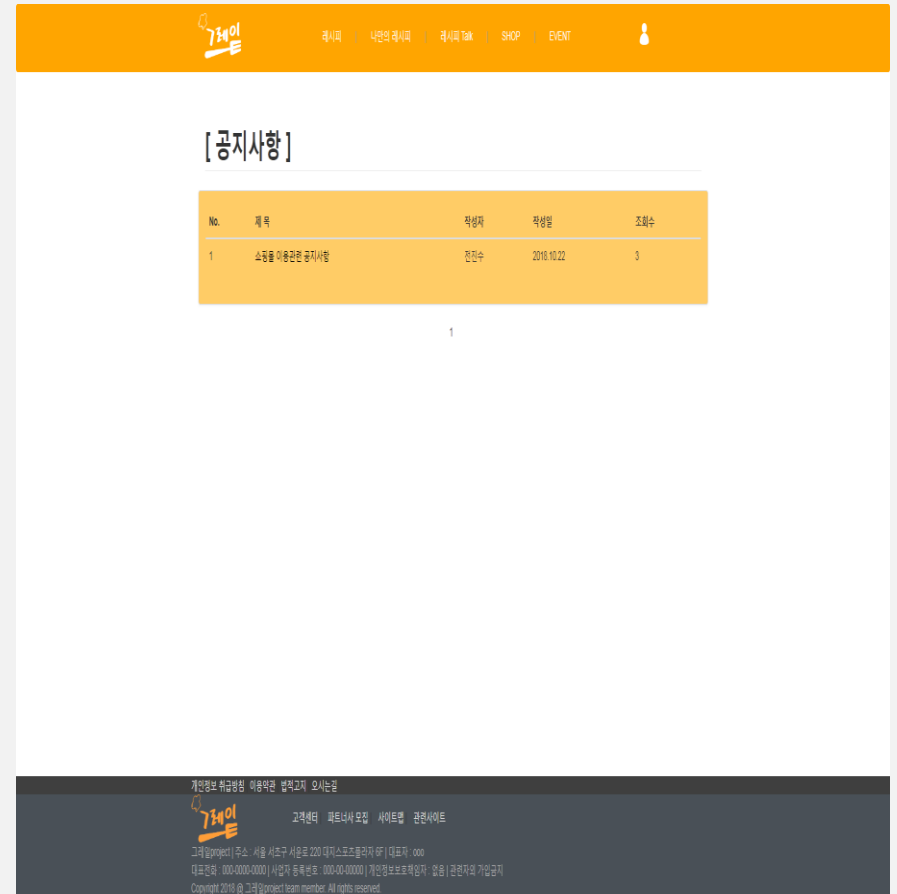 그레이트
레시피 | 나만의 레시피 | 레시피 Talk | SHOP | EVENT
[ 공지사항 ]
No. 제 목 작성자 작성일 조회수
1 쇼핑몰 이용관련 공지사항 전진수 2018.10.22 3
1
개인정보 취급방침 이용약관 법적고지 오시는길
그레이트
고객센터 파트너사 모집 사이트맵 관련사이트
그레잍project | 주소 : 서울 서초구 서운로 220 대지스포츠플라자 6F | 대표자 : ooo
대표전화 : 000-0000-0000 | 사업자 등록번호 : 000-00-00000 | 개인정보보호책임자 : 없음 | 관련자의 가입금지
Copyright 2018 @ 그레잍project team member. All rights reserved.